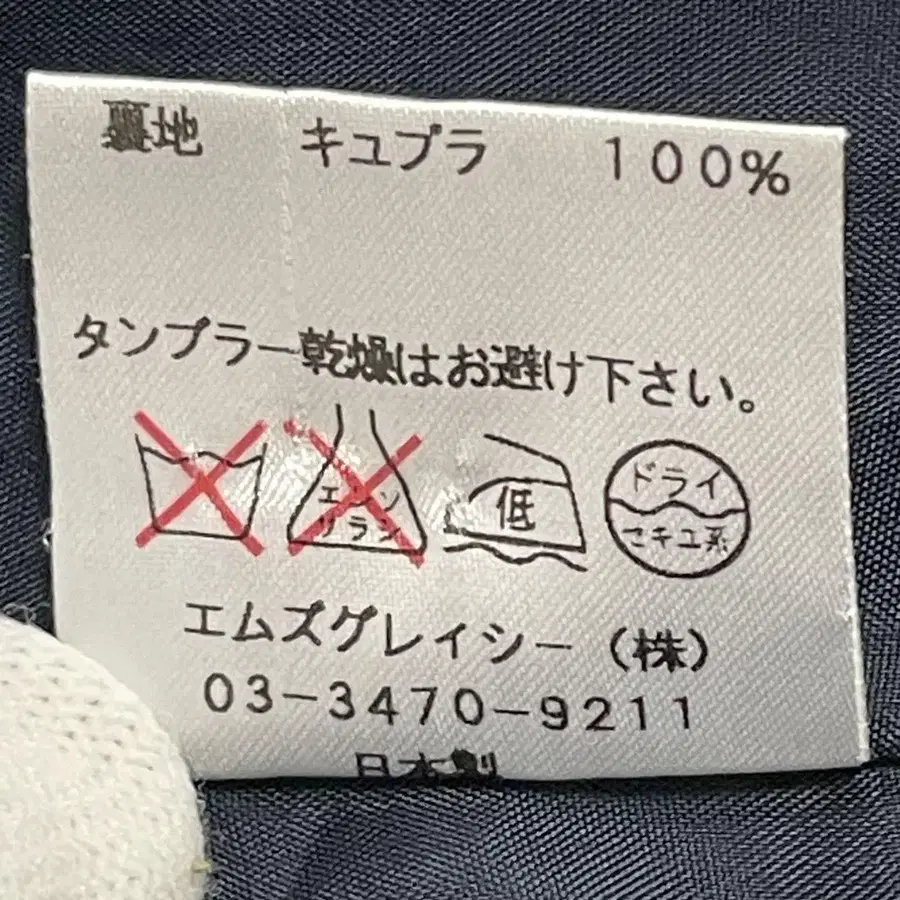 裏地 キュプラ 100%
タンブラー乾燥はお避け下さい。
エンソ
サラシ
低
ドライ
セキユ系
エムズグレイシー（株）
03-3470-9211
日本製